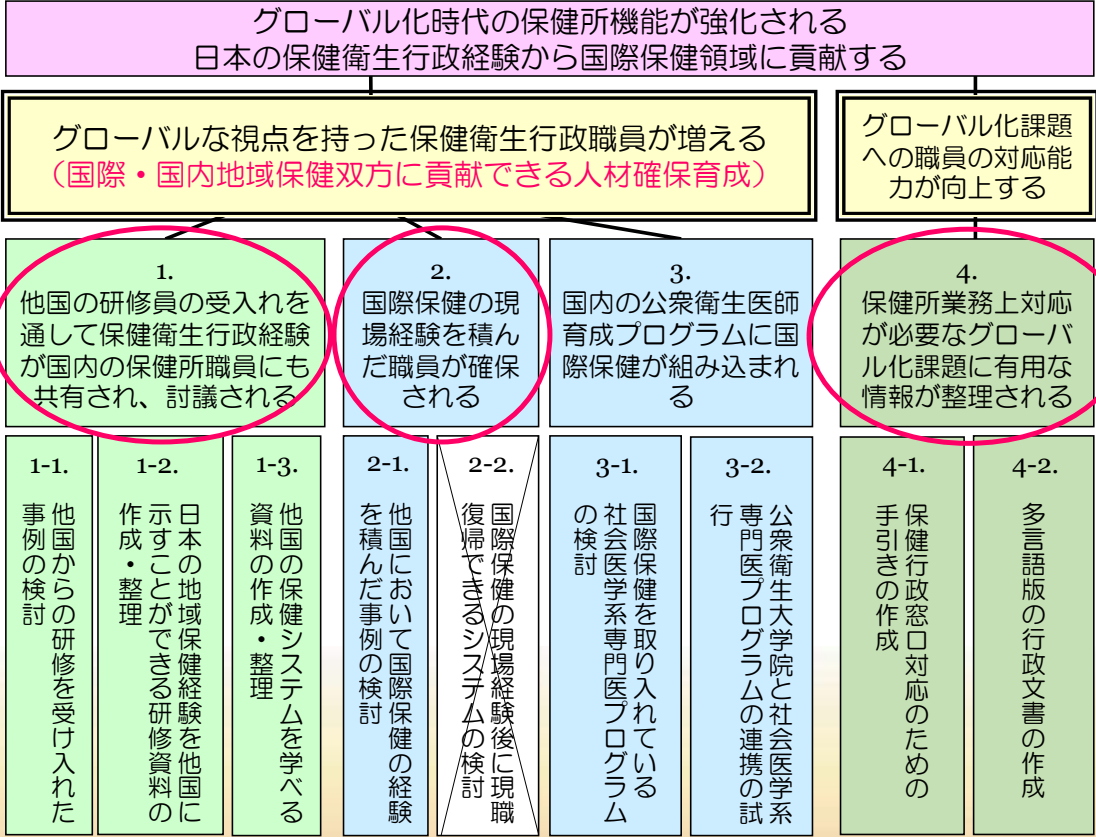 グローバル化時代の保健所機能が強化される
日本の保健衛生行政経験から国際保健領域に貢献する
グローバルな視点を持った保健衛生行政職員が増える
（国際・国内地域保健双方に貢献できる人材確保育成）
グローバル化課題
への職員の対応能
力が向上する
1.
他国の研修員の受入れを
通して保健衛生行政経験
が国内の保健所職員にも
共有され、討議される
2.
国際保健の現
場経験を積ん
だ職員が確保
される
3.
国内の公衆衛生医師
育成プログラムに国
際保健が組み込まれ
る
4.
保健所業務上対応
が必要なグローバ
ル化課題に有用な
情報が整理される
1-1.
他国からの研修を受け入れた
事例の検討
1-2.
日本の地域保健経験を他国に
示すことができる研修資料の
作成・整理
1-3.
他国の保健システムを学べる
資料の作成・整理
2-1.
他国において国際保健の経験
を積んだ事例の検討
2-2.
国際保健の現場経験後に現職
復帰できるシステムの検討
3-1.
国際保健を取り入れている
社会医学系専門医プログラム
の検討
3-2.
公衆衛生大学院と社会医学系
専門医プログラムの連携の試
行
4-1.
保健行政窓口対応のための
手引きの作成
4-2.
多言語版の行政文書の作成